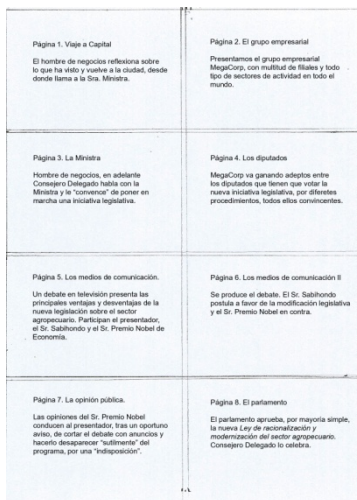 Página 1. Viaje a Capital
El hombre de negocios reflexiona sobre
lo que ha visto y vuelve a la ciudad, desde
donde llama a la Sra. Ministra.
Página 2. El grupo empresarial
Presentamos el grupo empresarial
MegaCorp, con multitud de filiales y todo
tipo de sectores de actividad en todo el
mundo.
Página 3. La Ministra
Hombre de negocios, en adelante
Consejero Delegado habla con la
Ministra y le "convence" de poner en
marcha una iniciativa legislativa.
Página 4. Los diputados
MegaCorp va ganando adeptos entre
los diputados que tienen que votar la
nueva iniciativa legislativa, por diferetes
procedimientos, todos ellos convincentes.
Página 5. Los medios de comunicación.
Un debate en televisión presenta las
principales ventajas y desventajas de la
nueva legislación sobre el sector
agropecuario. Participan el presentador,
el Sr. Sabihondo y el Sr. Premio Nobel de
Economía.
Página 6. Los medios de comunicación II
Se produce el debate. El Sr. Sabihondo
postula a favor de la modificación legislativa
y el Sr. Premio Nobel en contra.
Página 7. La opinión pública.
Las opiniones del Sr. Premio Nobel
conducen al presentador, tras un oportuno
aviso, de cortar el debate con anuncios y
hacerlo desaparecer "sutilmente" del
programa, por una "indisposición".
Página 8. El parlamento
El parlamento aprueba, por mayoría simple,
la nueva Ley de racionalización y
modernización del sector agropecuario.
Consejero Delegado lo celebra.